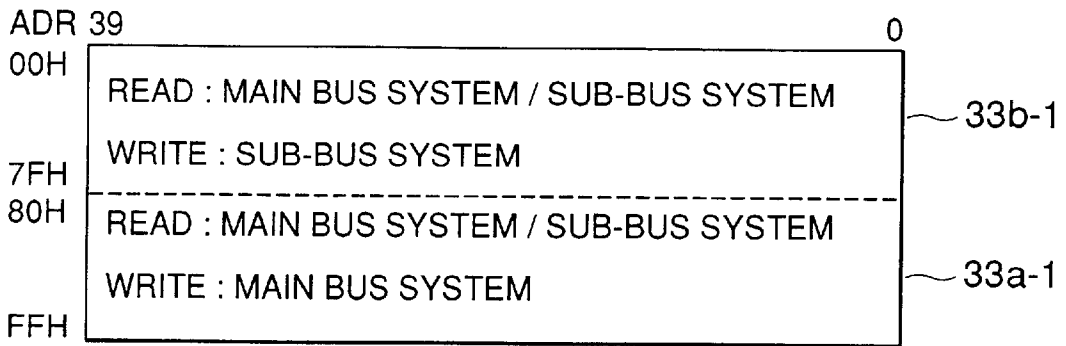 ADR 39 0
00H
READ : MAIN BUS SYSTEM / SUB-BUS SYSTEM
33b-1
WRITE : SUB-BUS SYSTEM
7FH
80H
READ : MAIN BUS SYSTEM / SUB-BUS SYSTEM
33a-1
WRITE : MAIN BUS SYSTEM
FFH